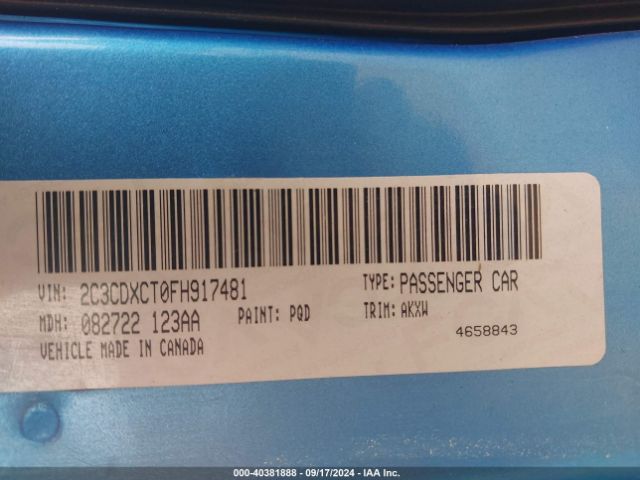 VIN: 2C3CDXCT0FH917481 TYPE: PASSENGER CAR
MDH: 082722 123AA PAINT: PQD TRIM: AKXW
VEHICLE MADE IN CANADA 4658843
000-40381888 - 09/17/2024 - IAA Inc.